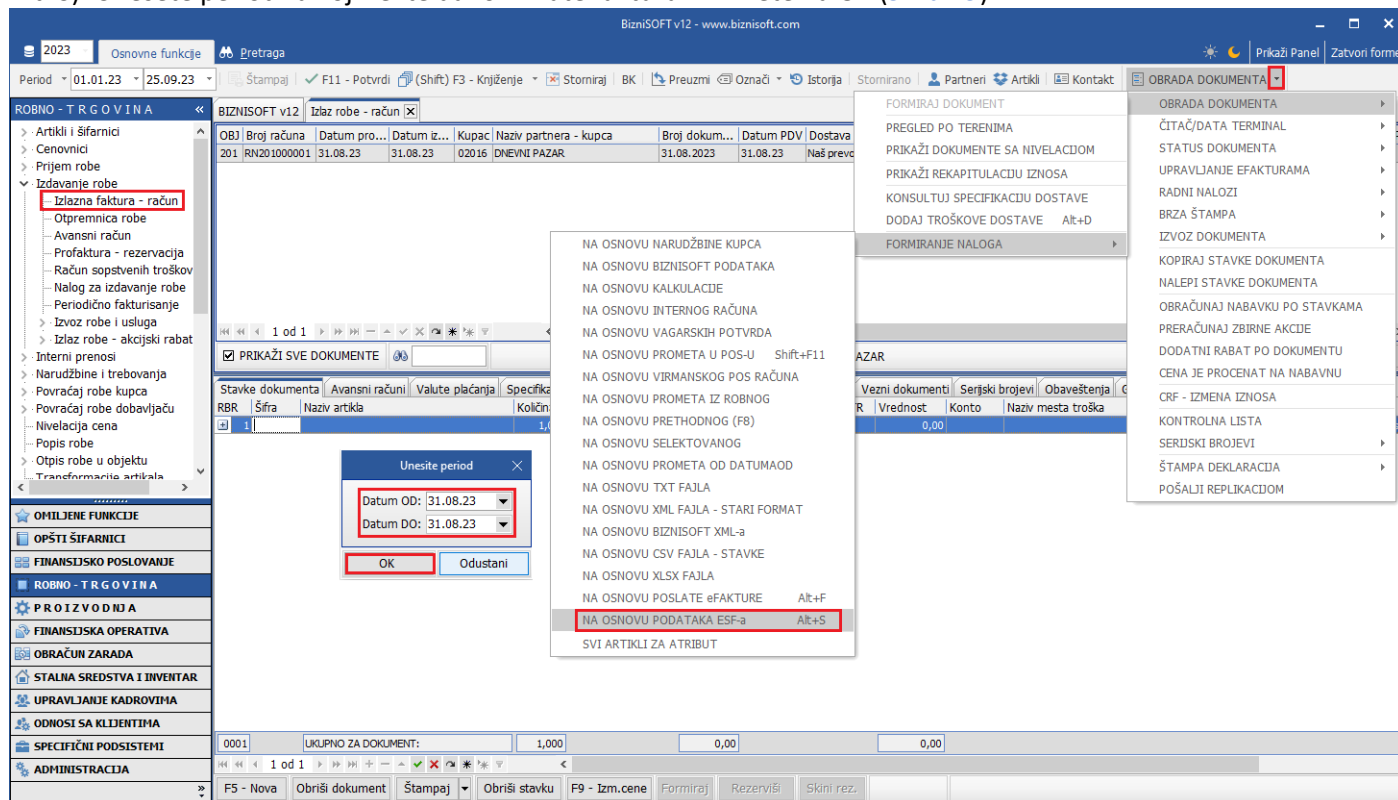 BizniSOFT v12 - www.biznisoft.com
2023 Osnovne funkcije Pretraga Prikaži Panel Zatvori forme
Period 01.01.23 25.09.23 Štampaj F11 - Potvrdi (Shift) F3 - Knjiženje Storniraj BK Preuzmi Označi Istorija Stornirano Partneri Artikli Kontakt OBRADA DOKUMENTA
ROBNO - T R G O V I N A «
BIZNISOFT v12 Izlaz robe - račun
Artikli i šifarnici
Cenovnici
Prijem robe
Izdavanje robe
Izlazna faktura - račun
Otpremnica robe
Avansni račun
Profaktura - rezervacija
Račun sopstvenih troškov
Nalog za izdavanje robe
Periodično fakturisanje
Izvoz robe i usluga
Izlaz robe - akcijski rabat
Interni prenosi
Narudžbine i trebovanja
Povraćaj robe kupca
Povraćaj robe dobavljaču
Nivelacija cena
Popis robe
Otpis robe u objektu
Transformacije artikala
OMILJENE FUNKCIJE
OPŠTI ŠIFARNICI
FINANSIJSKO POSLOVANJE
ROBNO - T R G O V I N A
P R O I Z V O D NJ A
FINANSIJSKA OPERATIVA
OBRAČUN ZARADA
STALNA SREDSTVA I INVENTAR
UPRAVLJANJE KADROVIMA
ODNOSI SA KLIJENTIMA
SPECIFIČNI PODSISTEMI
ADMINISTRACIJA
»
OBJ Broj računa Datum pro... Datum iz... Kupac Naziv partnera - kupca Broj dokum... Datum PDV Dostava
201 RN201000001 31.08.23 31.08.23 02016 DNEVNI PAZAR 31.08.2023 31.08.23 Naš prevo
1 od 1
PRIKAŽI SVE DOKUMENTE
AZAR
Stavke dokumenta Avansni računi Valute plaćanja Specifika
Vezni dokumenti Serijski brojevi Obaveštenja G
RBR Šifra Naziv artikla Količin
R Vrednost Konto Naziv mesta troška
1 1,0 0,00
Unesite period
Datum OD: 31.08.23
Datum DO: 31.08.23
OK Odustani
NA OSNOVU NARUDŽBINE KUPCA
NA OSNOVU BIZNISOFT PODATAKA
NA OSNOVU KALKULACIJE
NA OSNOVU INTERNOG RAČUNA
NA OSNOVU VAGARSKIH POTVRDA
NA OSNOVU PROMETA U POS-U Shift+F11
NA OSNOVU VIRMANSKOG POS RAČUNA
NA OSNOVU PROMETA IZ ROBNOG
NA OSNOVU PRETHODNOG (F8)
NA OSNOVU SELEKTOVANOG
NA OSNOVU PROMETA OD DATUMAOD
NA OSNOVU TXT FAJLA
NA OSNOVU XML FAJLA - STARI FORMAT
NA OSNOVU BIZNISOFT XML-a
NA OSNOVU CSV FAJLA - STAVKE
NA OSNOVU XLSX FAJLA
NA OSNOVU POSLATE eFAKTURE Alt+F
NA OSNOVU PODATAKA ESF-a Alt+S
SVI ARTIKLI ZA ATRIBUT
FORMIRAJ DOKUMENT
PREGLED PO TERENIMA
PRIKAŽI DOKUMENTE SA NIVELACIJOM
PRIKAŽI REKAPITULACIJU IZNOSA
KONSULTUJ SPECIFIKACIJU DOSTAVE
DODAJ TROŠKOVE DOSTAVE Alt+D
FORMIRANJE NALOGA
OBRADA DOKUMENTA
ČITAČ/DATA TERMINAL
STATUS DOKUMENTA
UPRAVLJANJE EFAKTURAMA
RADNI NALOZI
BRZA ŠTAMPA
IZVOZ DOKUMENTA
KOPIRAJ STAVKE DOKUMENTA
NALEPI STAVKE DOKUMENTA
OBRAČUNAJ NABAVKU PO STAVKAMA
PRERAČUNAJ ZBIRNE AKCIJE
DODATNI RABAT PO DOKUMENTU
CENA JE PROCENAT NA NABAVNU
CRF - IZMENA IZNOSA
KONTROLNA LISTA
SERIJSKI BROJEVI
ŠTAMPA DEKLARACIJA
POŠALJI REPLIKACIJOM
0001 UKUPNO ZA DOKUMENT: 1,000 0,00 0,00
1 od 1
F5 - Nova Obriši dokument Štampaj Obriši stavku F9 - Izm.cene Formiraj Rezerviši Skini rez.